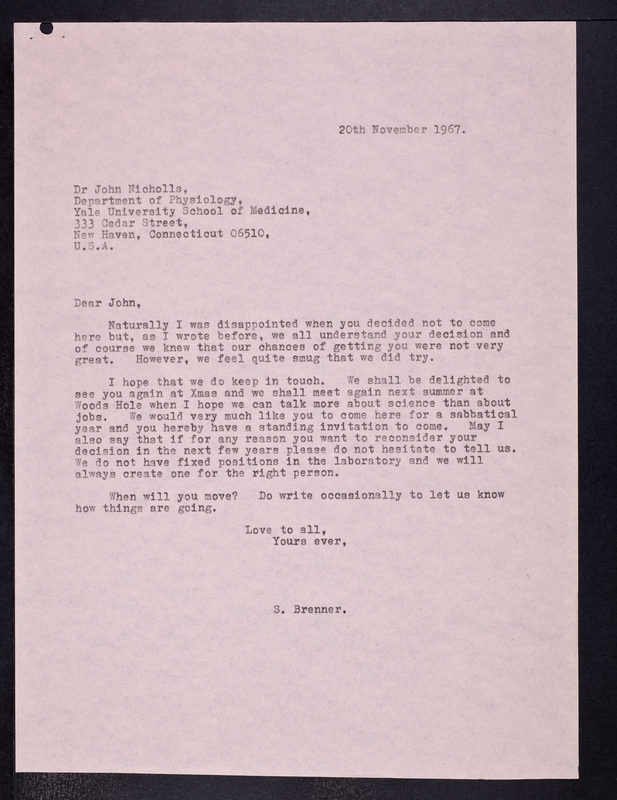 20th November 1967.
Dr John Nicholls,
Department of Physiology,
Yale University School of Medicine,
333 Cedar Street,
New Haven, Connecticut 06510,
U.S.A.
Dear John,
Naturally I was disappointed when you decided not to come
here but, as I wrote before, we all understand your decision and
of course we knew that our chances of getting you were not very
great. However, we feel quite smug that we did try.
I hope that we do keep in touch. We shall be delighted to
see you again at Xmas and we shall meet again next summer at
Woods Hole when I hope we can talk more about science than about
jobs. We would very much like you to come here for a sabbatical
year and you hereby have a standing invitation to come. May I
also say that if for any reason you want to reconsider your
decision in the next few years please do not hesitate to tell us.
We do not have fixed positions in the laboratory and we will
always create one for the right person.
When will you move? Do write occasionally to let us know
how things are going.
Love to all,
Yours ever,
S. Brenner.